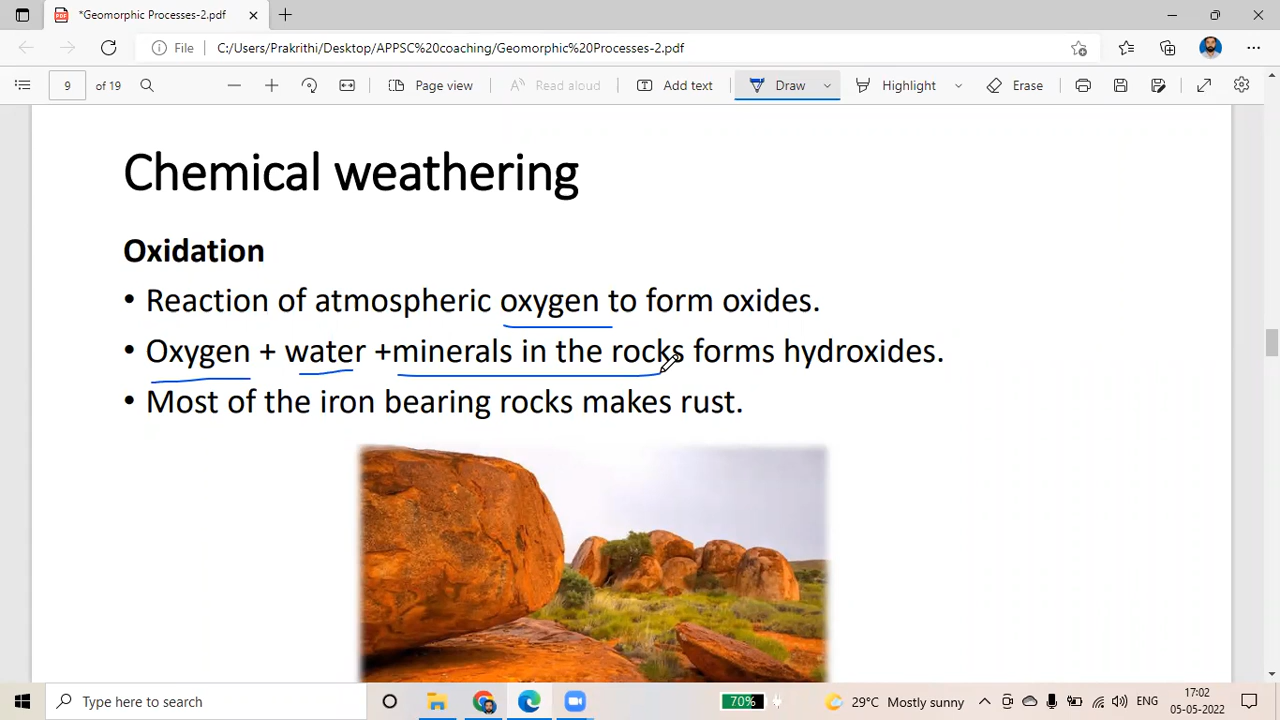 *Geomorphic Processes-2.pdf
File C:/Users/Prakrithi/Desktop/APPSC%20coaching/Geomorphic%20Processes-2.pdf
9 of 19 Page view Read aloud Add text Draw Highlight Erase
Chemical weathering
Oxidation
• Reaction of atmospheric oxygen to form oxides.
• Oxygen + water +minerals in the rocks forms hydroxides.
• Most of the iron bearing rocks makes rust.
Type here to search 70% 29°C Mostly sunny ENG 17:02
05-05-2022